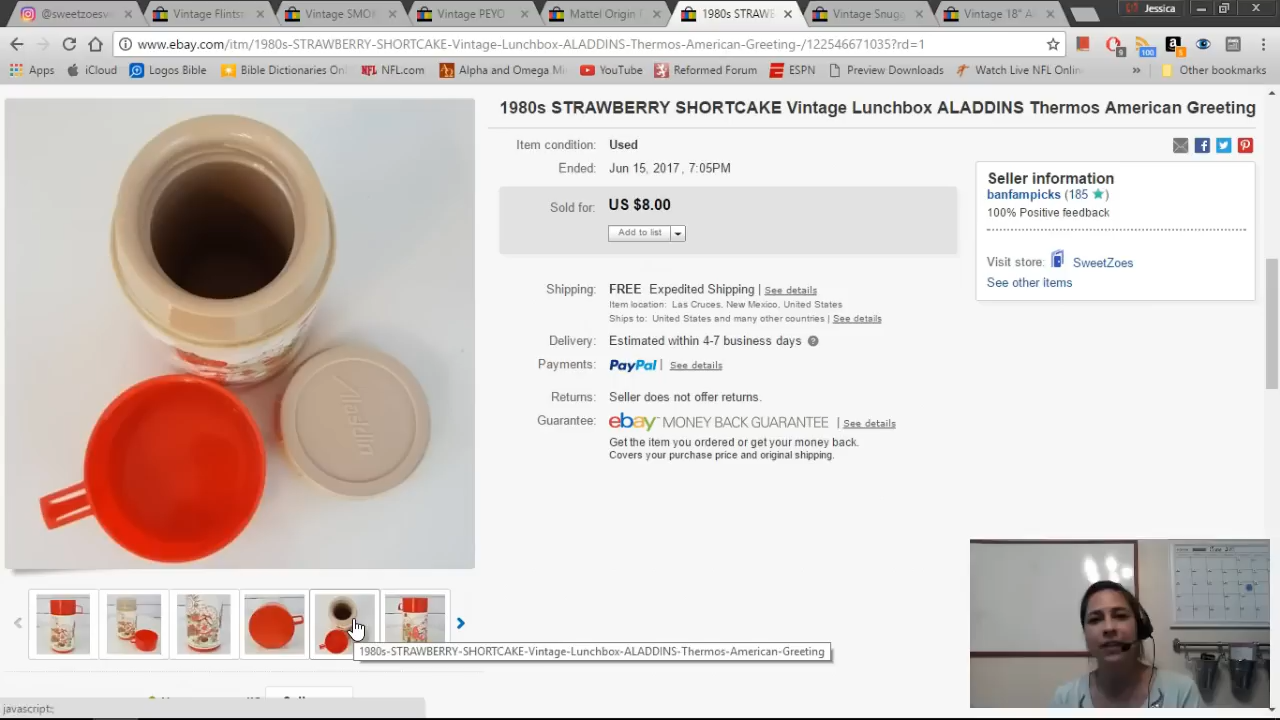 @sweetzoesvi
Vintage Flints
Vintage SMO
Vintage PEYO
Mattel Origin
1980s STRAWB
Vintage Snugg
Vintage 18" A
Jessica
www.ebay.com/itm/1980s-STRAWBERRY-SHORTCAKE-Vintage-Lunchbox-ALADDINS-Thermos-American-Greeting-/122546671035?rd=1
Apps
iCloud
Logos Bible
Bible Dictionaries On
NFL.com
Alpha and Omega Mi
YouTube
Reformed Forum
ESPN
Preview Downloads
Watch Live NFL Onlin
»
Other bookmarks
1980s STRAWBERRY SHORTCAKE Vintage Lunchbox ALADDINS Thermos American Greeting
Item condition: Used
Ended: Jun 15, 2017 , 7:05PM
Sold for: US $8.00
Add to list
Shipping: FREE Expedited Shipping | See details
Item location: Las Cruces, New Mexico, United States
Ships to: United States and many other countries | See details
Delivery: Estimated within 4-7 business days
Payments: PayPal | See details
Returns: Seller does not offer returns.
Guarantee: ebay MONEY BACK GUARANTEE | See details
Get the item you ordered or get your money back.
Covers your purchase price and original shipping.
Seller information
banfampicks (185)
100% Positive feedback
Visit store: SweetZoes
See other items
Aladdin
1980s-STRAWBERRY-SHORTCAKE-Vintage-Lunchbox-ALADDINS-Thermos-American-Greeting
javascript: